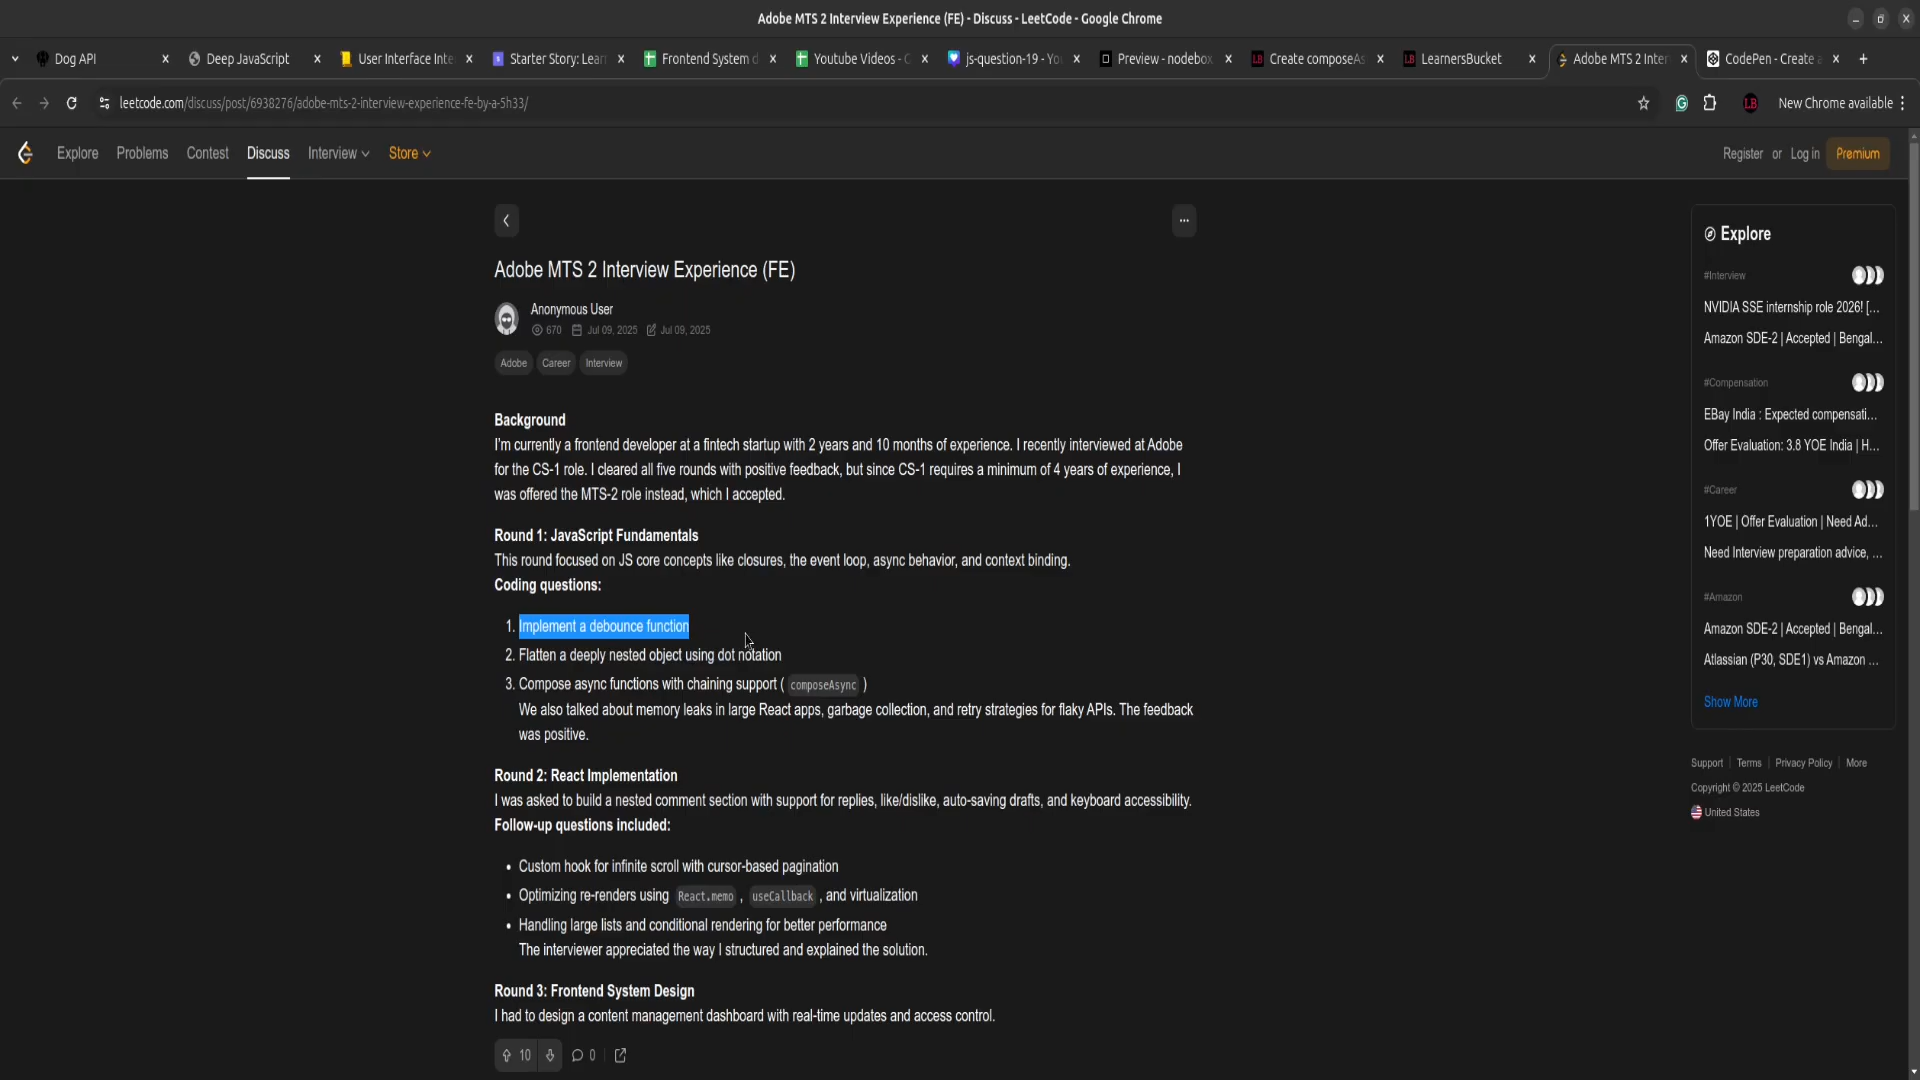 Adobe MTS 2 Interview Experience (FE) - Discuss - LeetCode - Google Chrome
Dog API
Deep JavaScript
User Interface Inte
Starter Story: Lear
Frontend System d
Youtube Videos - C
js-question-19 - Yo
Preview - nodebox
Create composeAs
LearnersBucket
Adobe MTS 2 Inter
CodePen - Create a
leetcode.com/discuss/post/6938276/adobe-mts-2-interview-experience-fe-by-a-5h33/
New Chrome available
Explore Problems Contest Discuss Interview Store
Register or Log in Premium
Adobe MTS 2 Interview Experience (FE)
Anonymous User
670 Jul 09, 2025 Jul 09, 2025
Adobe Career Interview
Background
I'm currently a frontend developer at a fintech startup with 2 years and 10 months of experience. I recently interviewed at Adobe
for the CS-1 role. I cleared all five rounds with positive feedback, but since CS-1 requires a minimum of 4 years of experience, I
was offered the MTS-2 role instead, which I accepted.
Round 1: JavaScript Fundamentals
This round focused on JS core concepts like closures, the event loop, async behavior, and context binding.
Coding questions:
1. Implement a debounce function
2. Flatten a deeply nested object using dot notation
3. Compose async functions with chaining support ( composeAsync )
We also talked about memory leaks in large React apps, garbage collection, and retry strategies for flaky APIs. The feedback
was positive.
Round 2: React Implementation
I was asked to build a nested comment section with support for replies, like/dislike, auto-saving drafts, and keyboard accessibility.
Follow-up questions included:
• Custom hook for infinite scroll with cursor-based pagination
• Optimizing re-renders using React.memo , useCallback , and virtualization
• Handling large lists and conditional rendering for better performance
The interviewer appreciated the way I structured and explained the solution.
Round 3: Frontend System Design
I had to design a content management dashboard with real-time updates and access control.
10 0
Explore
#Interview
NVIDIA SSE internship role 2026! [...
Amazon SDE-2 | Accepted | Bengal...
#Compensation
EBay India : Expected compensati...
Offer Evaluation: 3.8 YOE India | H...
#Career
1YOE | Offer Evaluation | Need Ad...
Need Interview preparation advice, ...
#Amazon
Amazon SDE-2 | Accepted | Bengal...
Atlassian (P30, SDE1) vs Amazon ...
Show More
Support | Terms | Privacy Policy | More
Copyright © 2025 LeetCode
United States